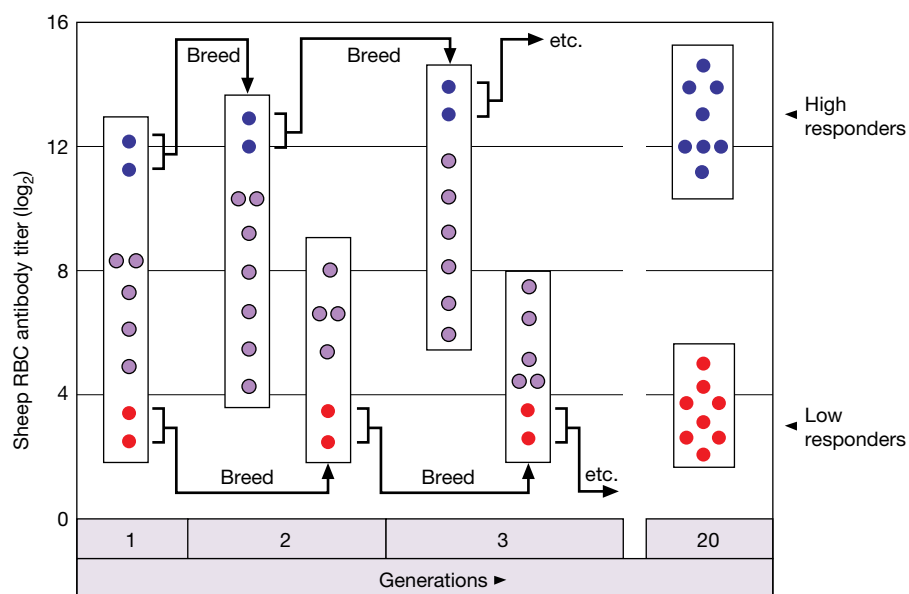 16
12
8
4
0
Sheep RBC antibody titer (log2)
Breed
Breed
etc.
Breed
Breed
etc.
◄ High
responders
◄ Low
responders
1
2
3
20
Generations ►